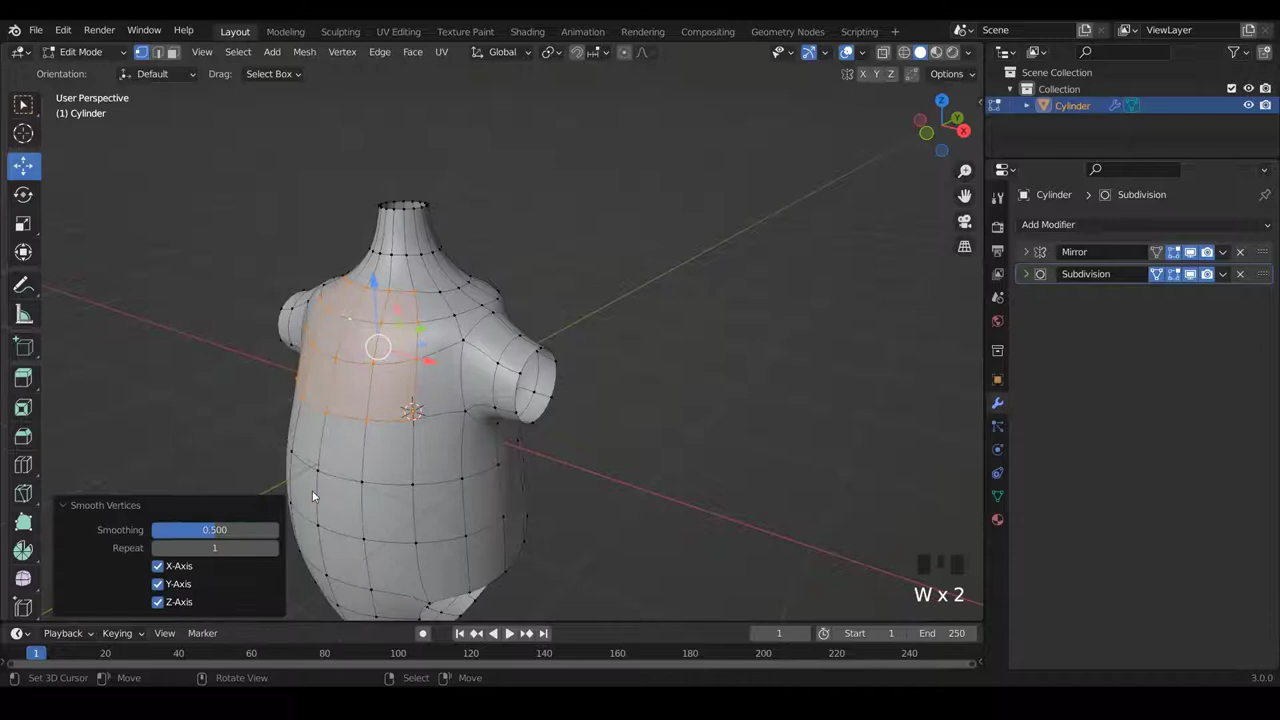 File Edit Render Window Help Layout Modeling Sculpting UV Editing Texture Paint Shading Animation Rendering Compositing Geometry Nodes Scripting Scene ViewLayer
Edit Mode View Select Add Mesh Vertex Edge Face UV Global
Orientation: Default Drag: Select Box X Y Z Options
Scene Collection
Collection
Cylinder
User Perspective
(1) Cylinder
Z
Y
X
Cylinder Subdivision
Add Modifier
Mirror
Subdivision
Smooth Vertices
Smoothing 0.500
Repeat 1
X-Axis
Y-Axis
Z-Axis
W x 2
Playback Keying View Marker 1 Start 1 End 250
1 20 40 60 80 100 120 140 160 180 200 220 240
Set 3D Cursor Move Rotate View Select Move 3.0.0